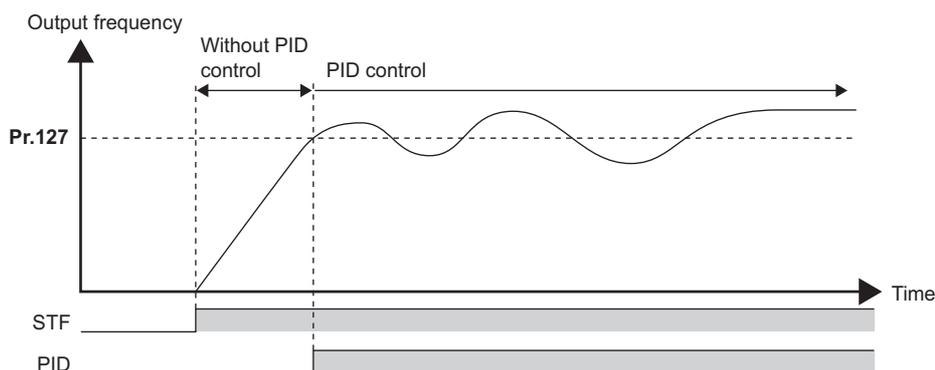 Output frequency
Without PID
control
PID control
Pr.127
Time
STF
PID